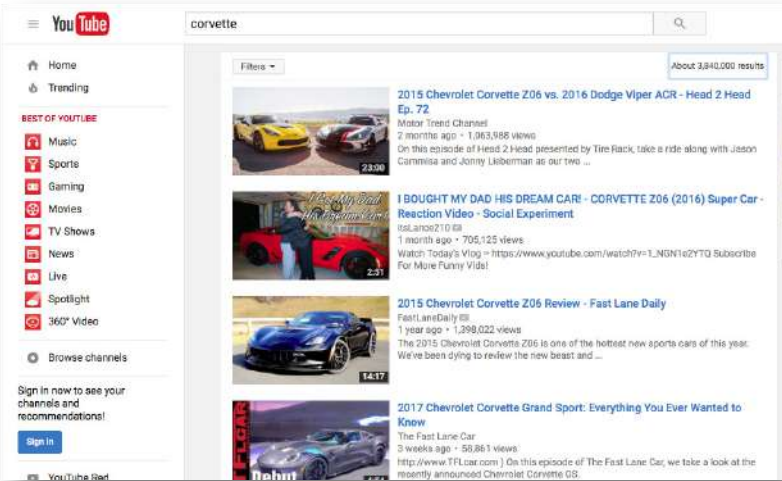 You Tube
corvette
Home
Trending
BEST OF YOUTUBE
Music
Sports
Gaming
Movies
TV Shows
News
Live
Spotlight
360° Video
Browse channels
Sign in now to see your
channels and
recommendations!
Sign in
YouTube Red
Filters
About 3,840,000 results
23:00
2015 Chevrolet Corvette Z06 vs. 2016 Dodge Viper ACR - Head 2 Head
Ep. 72
Motor Trend Channel
2 months ago • 1,063,988 views
On this episode of Head 2 Head presented by Tire Rack, take a ride along with Jason
Cammisa and Jonny Lieberman as our two ...
I Got My Dad
His Dream Car!
2:51
I BOUGHT MY DAD HIS DREAM CAR! - CORVETTE Z06 (2016) Super Car -
Reaction Video - Social Experiment
ItsLance210
1 month ago • 705,125 views
Watch Today's Vlog = https://www.youtube.com/watch?v=1_NGN1e2YTQ Subscribe
For More Funny Vids!
14:17
2015 Chevrolet Corvette Z06 Review - Fast Lane Daily
FastLaneDaily
1 year ago • 1,398,022 views
The 2015 Chevrolet Corvette Z06 is one of the hottest new sports cars of this year.
We've been dying to review the new beast and ...
TFLCAR
Debut
2017 Chevrolet Corvette Grand Sport: Everything You Ever Wanted to
Know
The Fast Lane Car
3 weeks ago • 58,861 views
http://www.TFLcar.com ) On this episode of The Fast Lane Car, we take a look at the
recently announced Chevrolet Corvette GS.